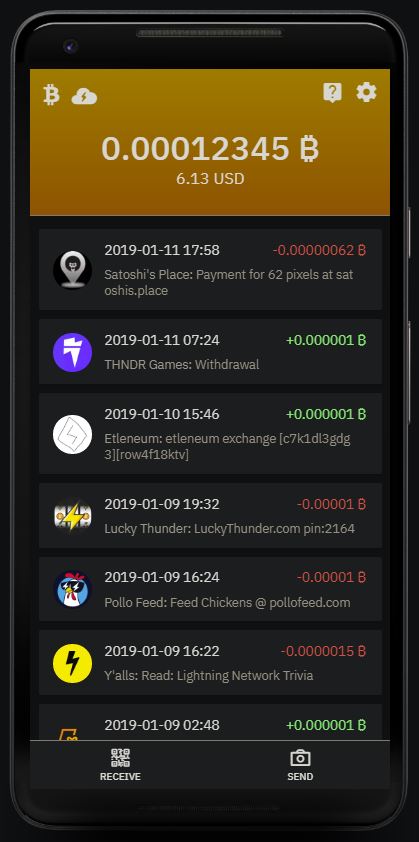 0.00012345 ₿
6.13 USD
2019-01-11 17:58 -0.00000062 ₿
Satoshi's Place: Payment for 62 pixels at sat
oshis.place
2019-01-11 07:24 +0.000001 ₿
THNDR Games: Withdrawal
2019-01-10 15:46 +0.000001 ₿
Etleneum: etleneum exchange [c7k1dl3gdg
3][row4f18ktv]
2019-01-09 19:32 -0.00001 ₿
Lucky Thunder: LuckyThunder.com pin:2164
2019-01-09 16:24 -0.00001 ₿
Pollo Feed: Feed Chickens @ pollofeed.com
2019-01-09 16:22 -0.0000015 ₿
Y'alls: Read: Lightning Network Trivia
2019-01-09 02:48 +0.000001 ₿
RECEIVE SEND